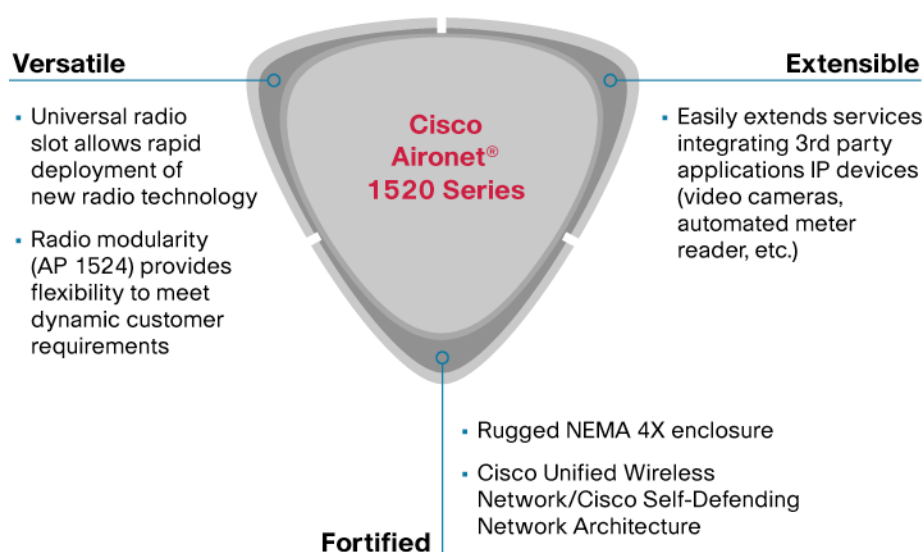 Versatile
▪ Universal radio
slot allows rapid
deployment of
new radio technology
▪ Radio modularity
(AP 1524) provides
flexibility to meet
dynamic customer
requirements
Cisco
Aironet®
1520 Series
Extensible
▪ Easily extends services
integrating 3rd party
applications IP devices
(video cameras,
automated meter
reader, etc.)
▪ Rugged NEMA 4X enclosure
▪ Cisco Unified Wireless
Network/Cisco Self-Defending
Network Architecture
Fortified